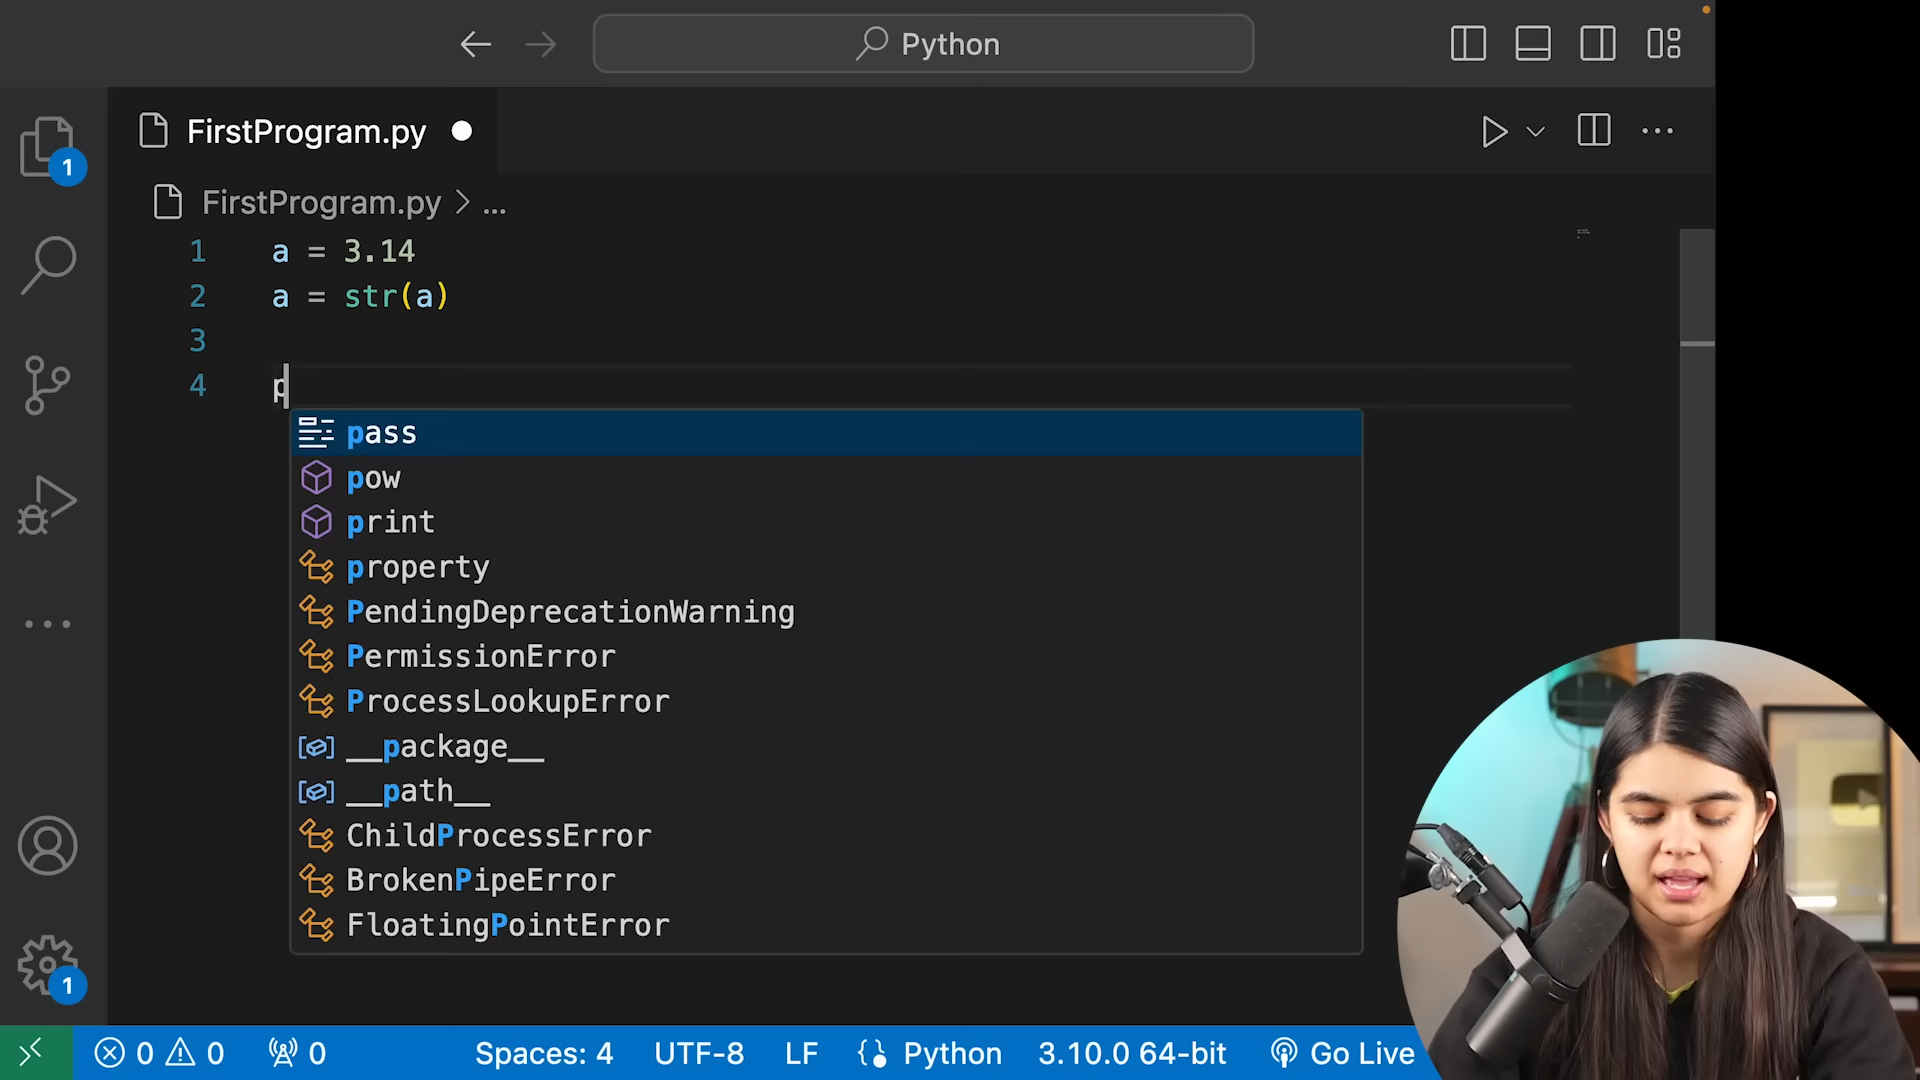 Python
FirstProgram.py
1
FirstProgram.py > ...
1 a = 3.14
2 a = str(a)
3
4 p
pass
pow
print
property
PendingDeprecationWarning
PermissionError
ProcessLookupError
__package__
__path__
ChildProcessError
BrokenPipeError
FloatingPointError
1
0 0 0 Spaces: 4 UTF-8 LF Python 3.10.0 64-bit Go Live